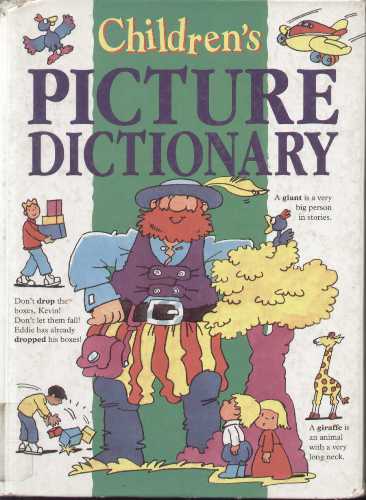 Children's
PICTURE
DICTIONARY
A giant is a very
big person
in stories.
Don't drop the
boxes, Kevin!
Don't let them fall!
Eddie has already
dropped his boxes!
A giraffe is
an animal
with a very
long neck.